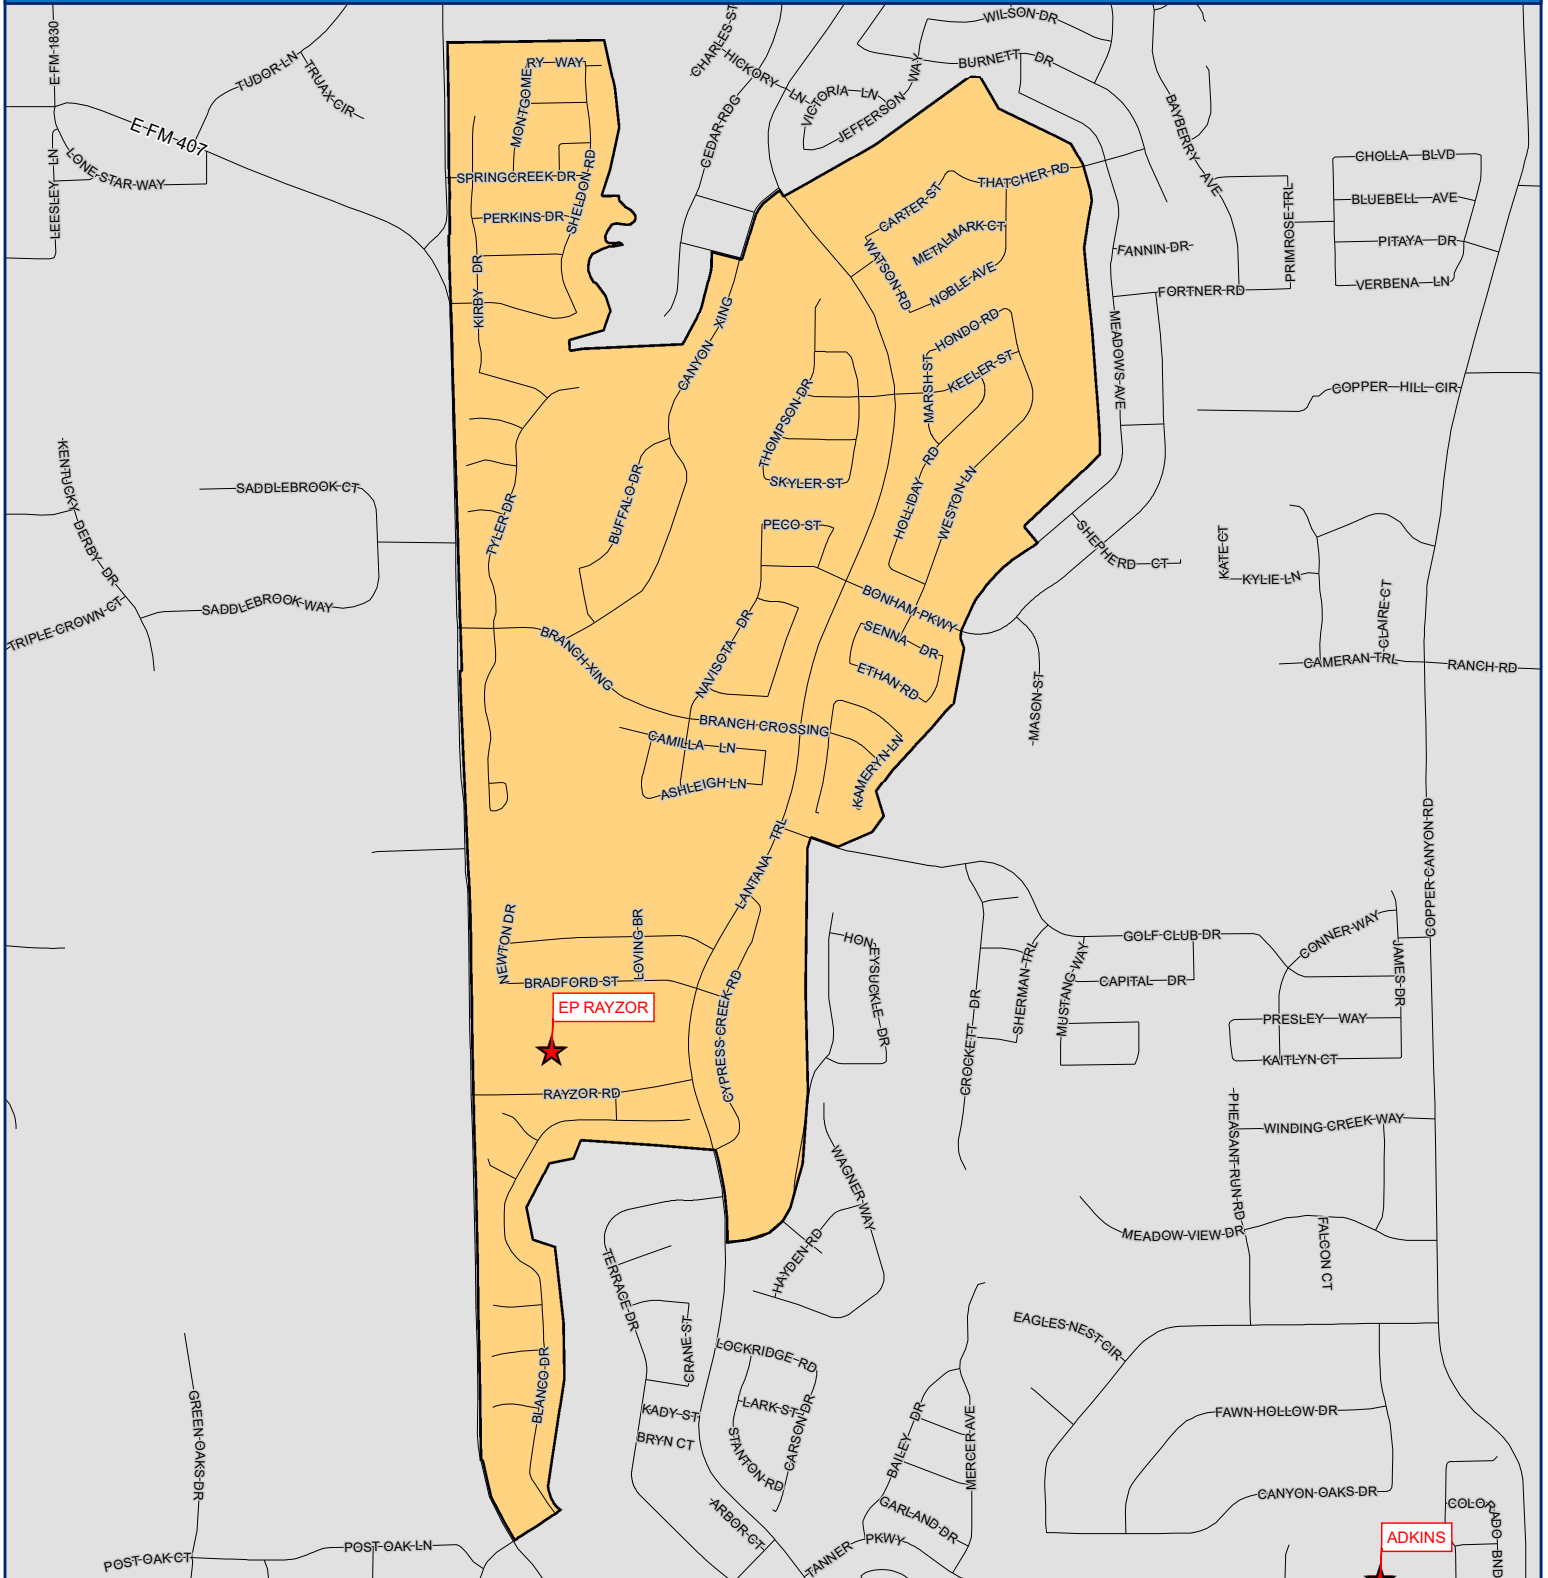 E-FM-1830
TUDOR-LN
TRUAX-CIR
E-FM-407
LONE-STAR-WAY
LEESLEY LN
RY-WAY
MONTGOME
SPRINGCREEK-DR
SHELDON-RD
PERKINS-DR
KIRBY DR
CHARLES-ST
HICKORY LN
VICTORIA-LN
JEFFERSON WAY
CEDAR-RDG
WILSON-DR
BURNETT DR
BAYBERRY AVE
CHOLLA BLVD
BLUEBELL AVE
PITAYA DR
VERBENA LN
PRIMROSE-TRL
FANNIN-DR
FORTNER-RD
THATCHER-RD
CARTER-ST
METALMARK-CT
WATSON-RD
NOBLE-AVE
HONDO-RD
KEELER-ST
MARSH-ST
MEADOWS-AVE
CANYON XING
THOMPSON-DR
COPPER-HILL-CIR
SKYLER-ST
HOLLIDAY RD
WESTON-LN
BUFFALO-DR
TYLER-DR
PECO-ST
KENTUCKY DERBY DR
SADDLEBROOK-CT
SADDLEBROOK-WAY
TRIPLE-CROWN-CT
SHEPHERD CT
KATE-CT
KYLIE-LN
CLAIRE-CT
CAMERAN-TRL
RANCH-RD
BONHAM-PKWY
SENNA DR
ETHAN-RD
NAVISOTA DR
BRANCH-XING
BRANCH-CROSSING
CAMILLA LN
ASHLEIGH-LN
KAMERYN-LN
MASON-ST
LANTANA TRL
COPPER-CANYON-RD
NEWTON-DR
LOVING-BR
BRADFORD-ST
EP RAYZOR
CYPRESS-CREEK-RD
RAYZOR-RD
HON
EYSUCKLE-DR
CROCKETT DR
SHERMAN-TRL
MUSTANG-WAY
GOLF-CLUB-DR
CAPITAL DR
CONNER-WAY
JAMES-DR
PRESLEY WAY
KAITLYN-CT
PHEASANT-RUN-RD
WINDING-CREEK-WAY
WAGNER-WAY
HAYDEN-RD
MEADOW-VIEW-DR
FALCON CT
TERRACE-DR
CRANE-ST
LOCKRIDGE-RD
EAGLES-NEST-CIR
BLANCO-DR
GREEN-OAKS-DR
KADY-ST
BRYN CT
LARK-ST
CARSON-DR
STANTON-RD
BAILEY DR
MERCER-AVE
FAWN-HOLLOW-DR
CANYON-OAKS-DR
ARBOR-CT
GARLAND-DR
TANNER PKWY
COLOR
ADO-BND
ADKINS
POST-OAK-CT
POST-OAK-LN